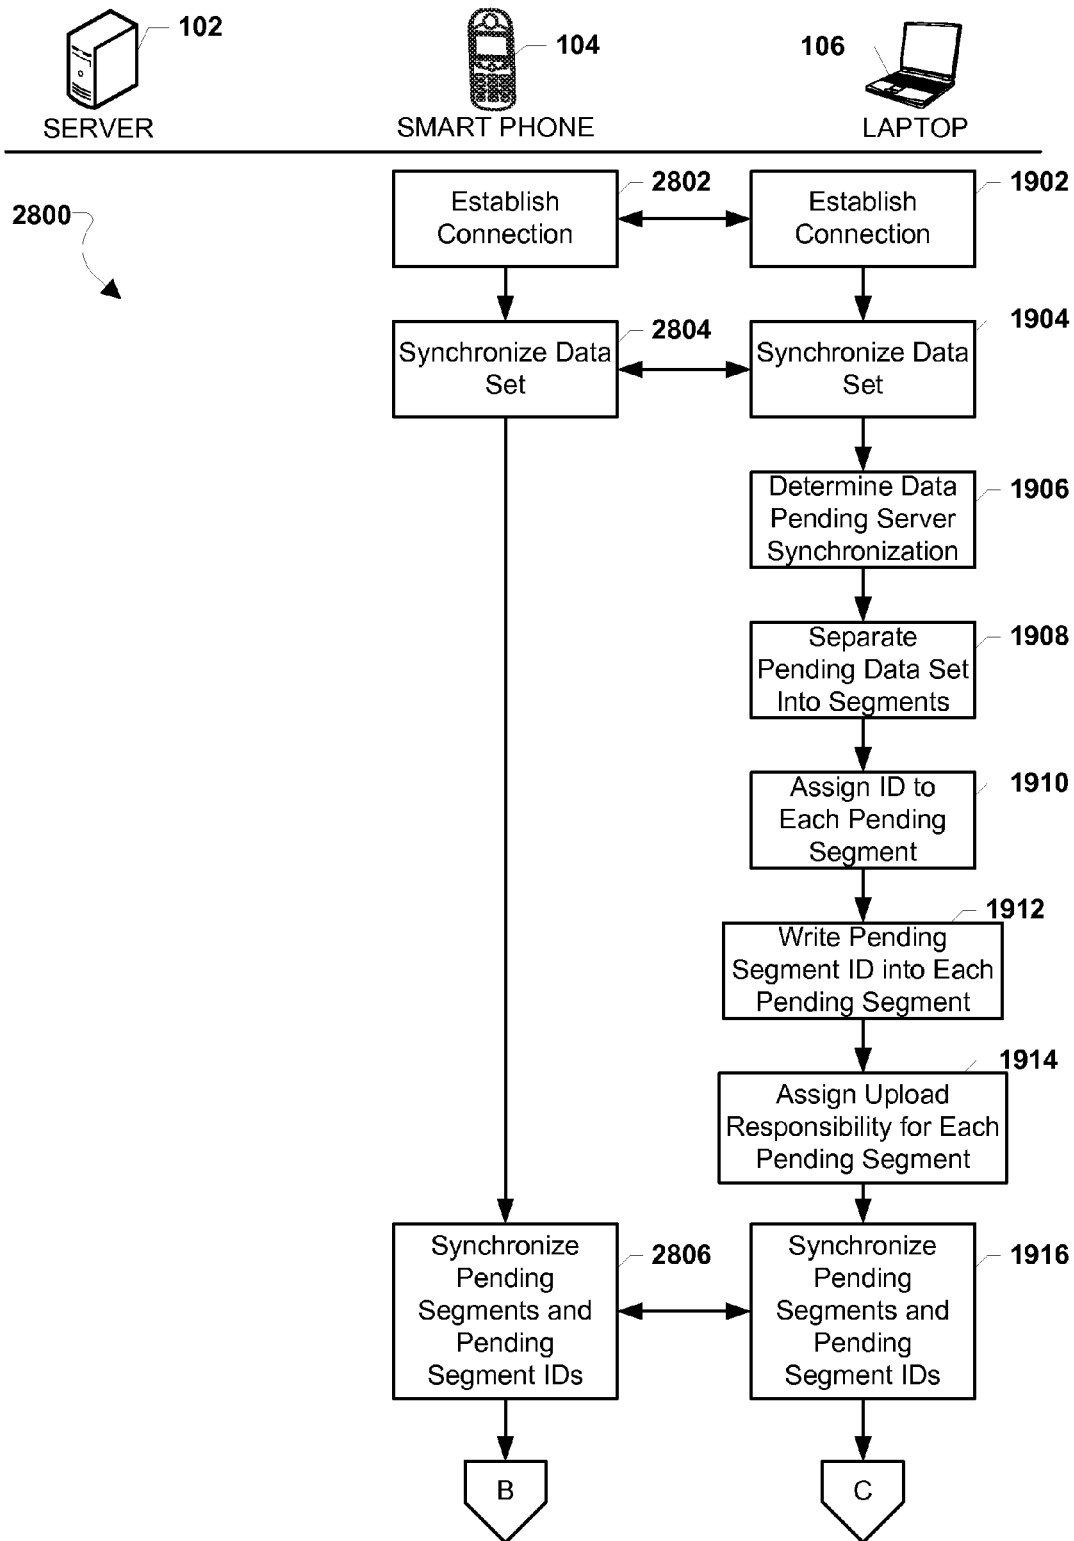 102
104
106
SERVER
SMART PHONE
LAPTOP
2800
Establish
Connection
2802
Establish
Connection
1902
Synchronize Data
Set
2804
Synchronize Data
Set
1904
Determine Data
Pending Server
Synchronization
1906
Separate
Pending Data Set
Into Segments
1908
Assign ID to
Each Pending
Segment
1910
Write Pending
Segment ID into Each
Pending Segment
1912
Assign Upload
Responsibility for Each
Pending Segment
1914
Synchronize
Pending
Segments and
Pending
Segment IDs
2806
Synchronize
Pending
Segments and
Pending
Segment IDs
1916
B
C